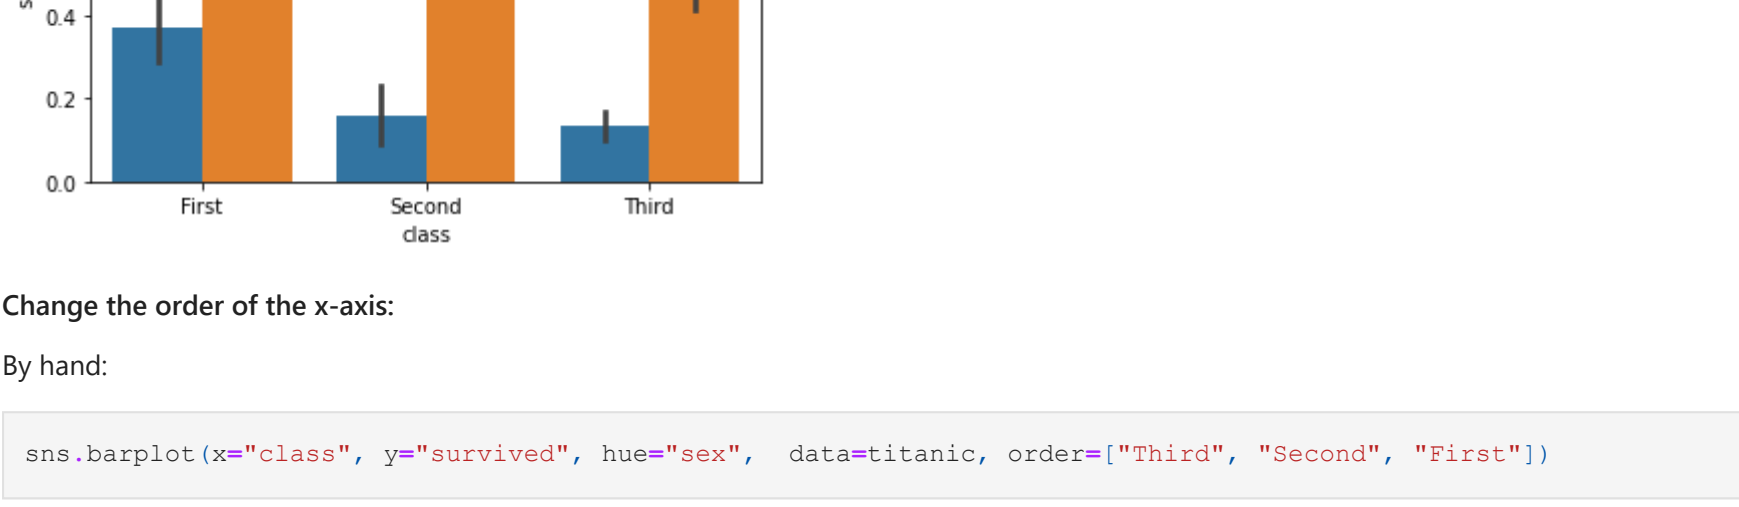 0.4
0.2
0.0
First Second Third
class
Change the order of the x-axis:
By hand:
sns.barplot(x="class", y="survived", hue="sex",  data=titanic, order=["Third", "Second", "First"])